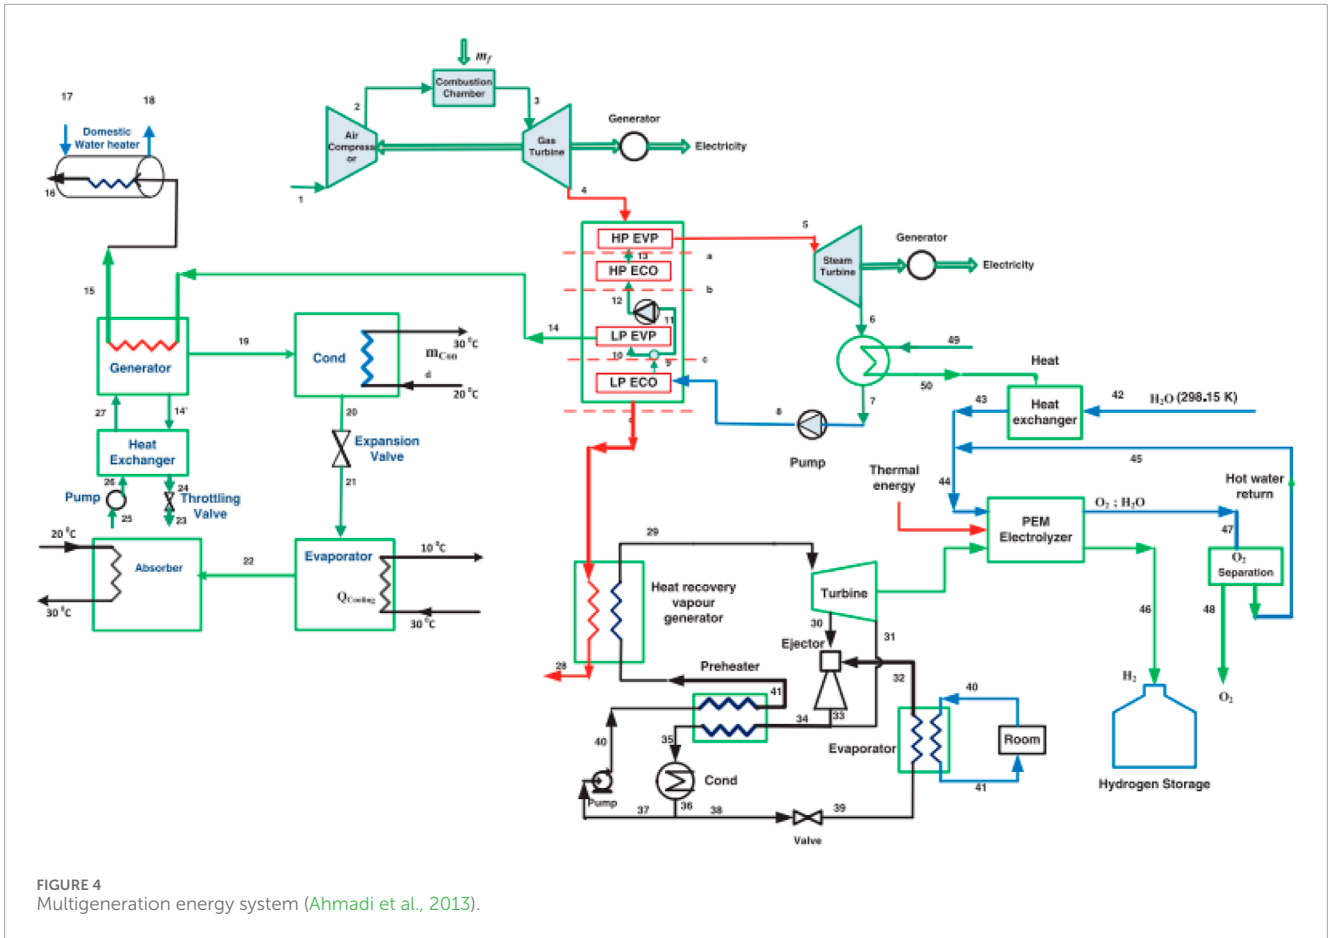 m_f
Combustion
Chamber
2
3
17
18
Domestic
Water heater
Air
Compress
or
Gas
Turbine
Generator
Electricity
16
1
4
5
HP EVP
13
a
HP ECO
b
12
11
LP EVP
10
9
c
LP ECO
Steam
Turbine
Generator
Electricity
15
14
6
49
50
7
8
Pump
19
Generator
Cond
30 ⁰C
m_Con
d
20 ⁰C
27
14'
20
Heat
Exchanger
Expansion
Valve
26
24
21
Pump
Throttling
Valve
25
23
20 ⁰C
Absorber
30 ⁰C
22
Evaporator
10 ⁰C
Q_Cooling
30 ⁰C
Heat
Heat
exchanger
43
42
H₂O (298.15 K)
45
Thermal
energy
44
Hot water
return
PEM
Electrolyzer
O₂ ; H₂O
47
O₂
Separation
48
46
H₂
O₂
Hydrogen Storage
29
Heat recovery
vapour
generator
Turbine
30
31
Ejector
28
Preheater
41
32
33
34
35
40
Evaporator
40
Room
41
Cond
Pump
36
37
38
39
Valve
FIGURE 4
Multigeneration energy system (Ahmadi et al., 2013).